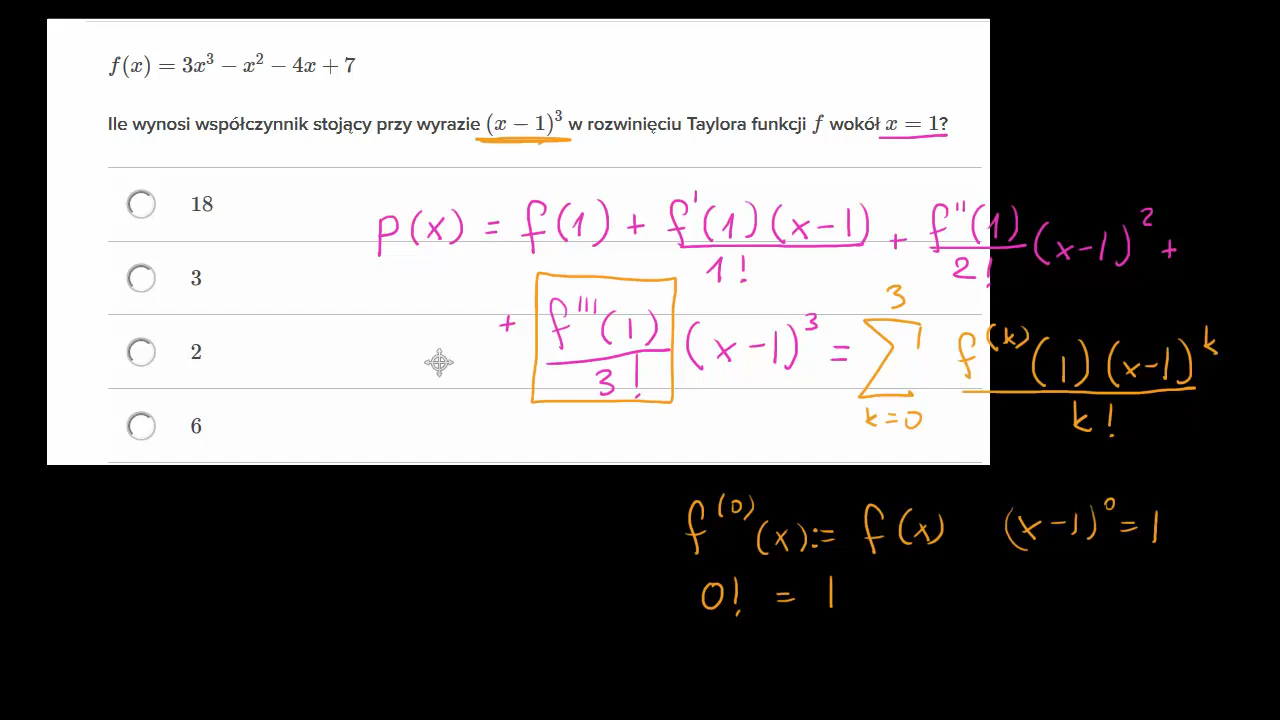 f(x) = 3x³ − x² − 4x + 7
Ile wynosi współczynnik stojący przy wyrazie (x − 1)³ w rozwinięciu Taylora funkcji f wokół x = 1?
18
P(x) = f(1) + f'(1)(x−1)/1! + f''(1)/2! (x−1)² +
3
+ f'''(1)/3! (x−1)³ = ∑_{k=0}^{3} f^{(k)}(1)(x−1)^k/k!
2
6
f^{(0)}(x) := f(x) (x−1)⁰ = 1
0! = 1